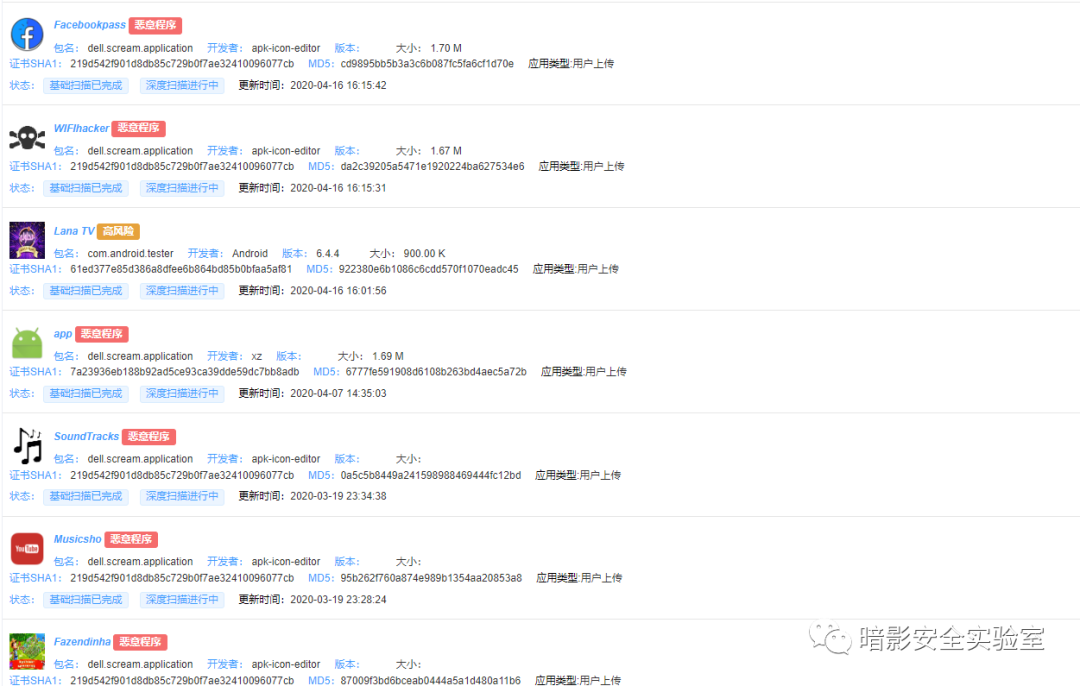 Facebookpass 恶意程序
包名： dell.scream.application 开发者： apk-icon-editor 版本： 大小： 1.70 M
证书SHA1： 219d542f901d8db85c729b0f7ae32410096077cb MD5： cd9895bb5b3a3c6b087fc5fa6cf1d70e 应用类型:用户上传
状态： 基础扫描已完成 深度扫描进行中 更新时间：2020-04-16 16:15:42
WIFIhacker 恶意程序
包名： dell.scream.application 开发者： apk-icon-editor 版本： 大小： 1.67 M
证书SHA1： 219d542f901d8db85c729b0f7ae32410096077cb MD5： da2c39205a5471e1920224ba627534e6 应用类型:用户上传
状态： 基础扫描已完成 深度扫描进行中 更新时间：2020-04-16 16:15:31
Lana TV 高风险
包名： com.android.tester 开发者： Android 版本： 6.4.4 大小： 900.00 K
证书SHA1： 61ed377e85d386a8dfee6b864bd85b0bfaa5af81 MD5： 922380e6b1086c6cdd570f1070eadc45 应用类型:用户上传
状态： 基础扫描已完成 深度扫描进行中 更新时间：2020-04-16 16:01:56
app 恶意程序
包名： dell.scream.application 开发者： xz 版本： 大小： 1.69 M
证书SHA1： 7a23936eb188b92ad5ce93ca39dde59dc7bb8adb MD5： 6777fe591908d6108b263bd4aec5a72b 应用类型:用户上传
状态： 基础扫描已完成 深度扫描进行中 更新时间：2020-04-07 14:35:03
SoundTracks 恶意程序
包名： dell.scream.application 开发者： apk-icon-editor 版本： 大小：
证书SHA1： 219d542f901d8db85c729b0f7ae32410096077cb MD5： 0a5c5b8449a241598988469444fc12bd 应用类型:用户上传
状态： 基础扫描已完成 深度扫描进行中 更新时间：2020-03-19 23:34:38
YouTube
Musicsho 恶意程序
包名： dell.scream.application 开发者： apk-icon-editor 版本： 大小：
证书SHA1： 219d542f901d8db85c729b0f7ae32410096077cb MD5： 95b262f760a874e989b1354aa20853a8 应用类型:用户上传
状态： 基础扫描已完成 深度扫描进行中 更新时间：2020-03-19 23:28:24
Fazendinha 恶意程序
包名： dell.scream.application 开发者： apk-icon-editor 版本： 大小：
证书SHA1： 219d542f901d8db85c729b0f7ae32410096077cb MD5： 87009f3bd6bceab0444a5a1d480a11b6 应用类型:用户上传
暗影安全实验室